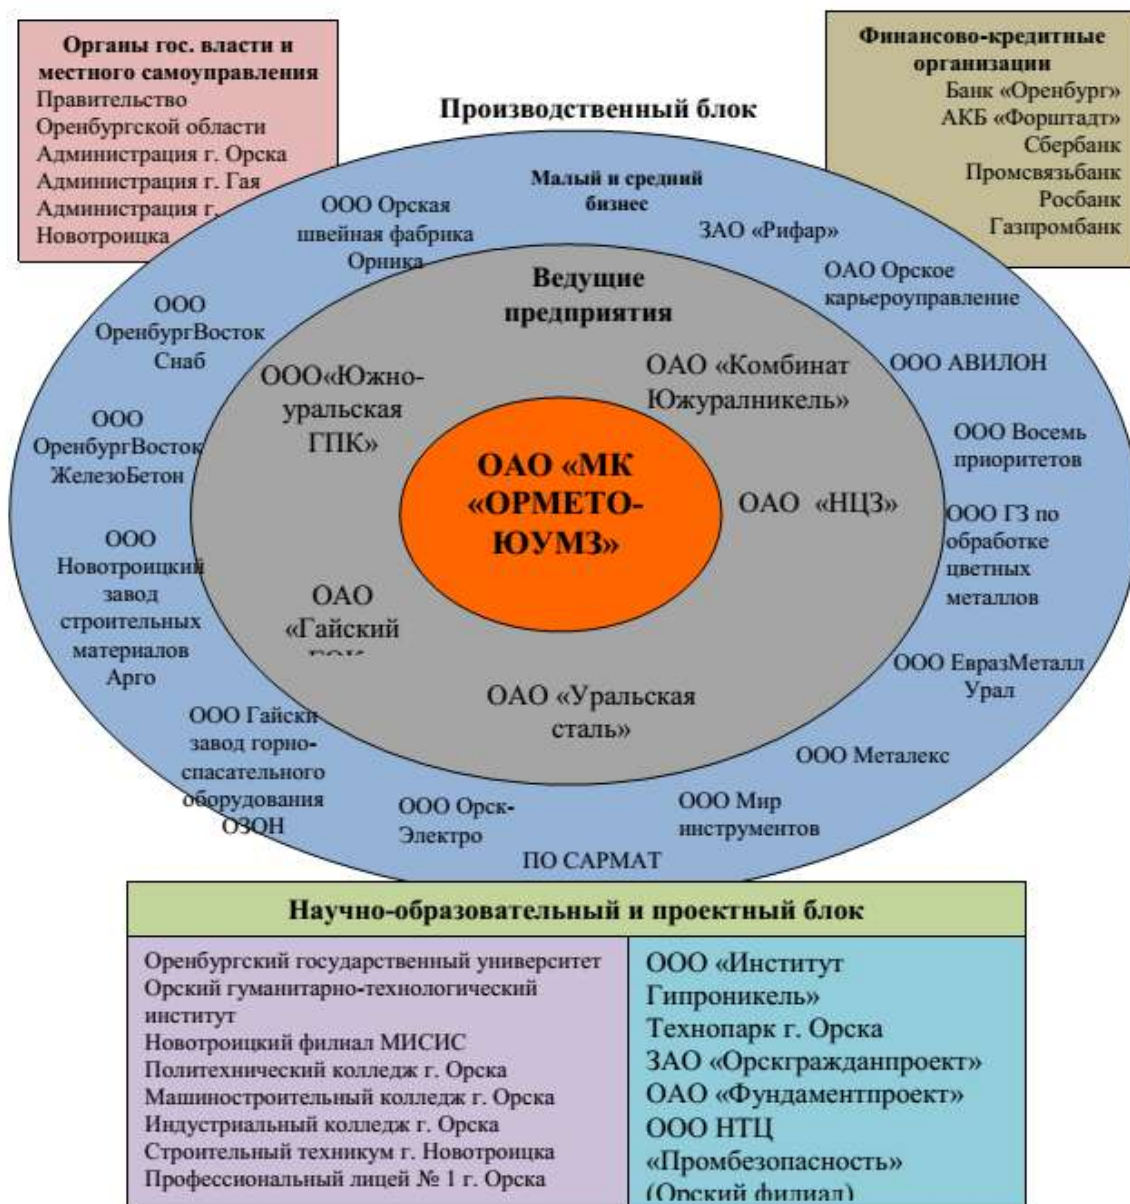 Органы гос. власти и
местного самоуправления
Правительство
Оренбургской области
Администрация г. Орска
Администрация г. Гая
Администрация г.
Новотроицка
Финансово-кредитные
организации
Банк «Оренбург»
АКБ «Форштадт»
Сбербанк
Промсвязьбанк
Росбанк
Газпромбанк
Производственный блок
Малый и средний
бизнес
ООО Орская
швейная фабрика
Орника
ЗАО «Рифар»
ОАО Орское
карьероуправление
ООО
ОренбургВосток
Снаб
ООО АВИЛОН
ООО
ОренбургВосток
ЖелезоБетон
ООО Восемь
приоритетов
ООО
Новотроицкий
завод
строительных
материалов
Арго
ООО ГЗ по
обработке
цветных
металлов
ООО ЕвразМеталл
Урал
ООО Гайски
завод горно-
спасательного
оборудования
ОЗОН
ООО Металекс
ООО Орск-
Электро
ООО Мир
инструментов
ПО САРМАТ
Ведущие
предприятия
ООО«Южно-
уральская
ГПК»
ОАО «Комбинат
Южуралникель»
ОАО «МК
«ОРМЕТО-
ЮУМЗ»
ОАО «НЦЗ»
ОАО
«Гайский
ОАО «Уральская
сталь»
Научно-образовательный и проектный блок
Оренбургский государственный университет
Орский гуманитарно-технологический
институт
Новотроицкий филиал МИСИС
Политехнический колледж г. Орска
Машиностроительный колледж г. Орска
Индустриальный колледж г. Орска
Строительный техникум г. Новотроицка
Профессиональный лицей № 1 г. Орска
ООО «Институт
Гипроникель»
Технопарк г. Орска
ЗАО «Орскгражданпроект»
ОАО «Фундаментпроект»
ООО НТЦ
«Промбезопасность»
(Орский филиал)